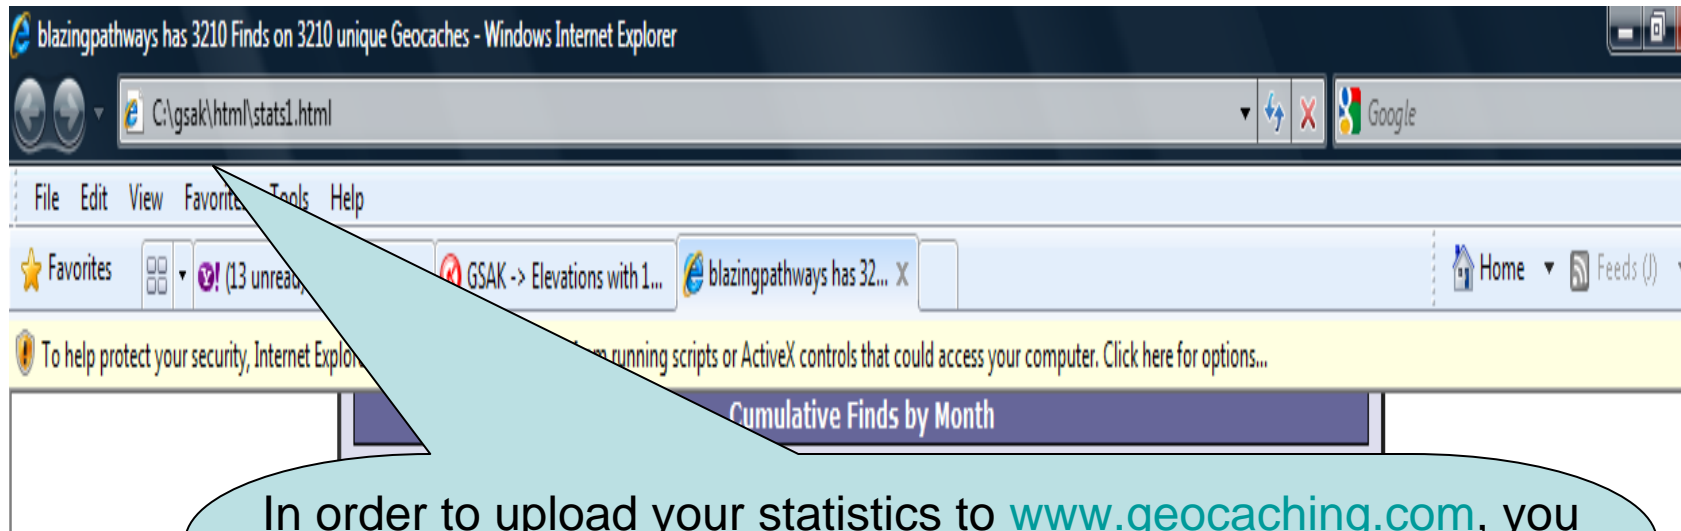 blazingpathways has 3210 Finds on 3210 unique Geocaches - Windows Internet Explorer
C:\gsak\html\stats1.html
Google
File Edit View Favorites Tools Help
Favorites (13 unread GSAK -> Elevations with 1... blazingpathways has 32... X Home Feeds (J)
To help protect your security, Internet Explo running scripts or ActiveX controls that could access your computer. Click here for options...
Cumulative Finds by Month
In order to upload your statistics to www.geocaching.com, you